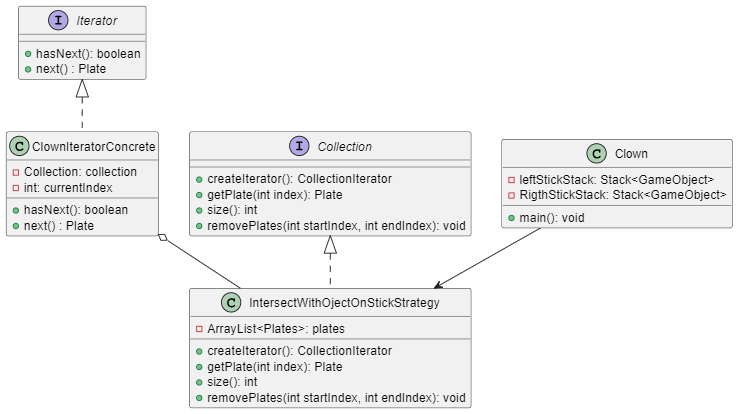 I Iterator
hasNext(): boolean
next() : Plate
C ClownIteratorConcrete
Collection: collection
int: currentIndex
hasNext(): boolean
next() : Plate
I Collection
createIterator(): CollectionIterator
getPlate(int index): Plate
size(): int
removePlates(int startIndex, int endIndex): void
C Clown
leftStickStack: Stack<GameObject>
RigthStickStack: Stack<GameObject>
main(): void
C IntersectWithOjectOnStickStrategy
ArrayList<Plates>: plates
createIterator(): CollectionIterator
getPlate(int index): Plate
size(): int
removePlates(int startIndex, int endIndex): void